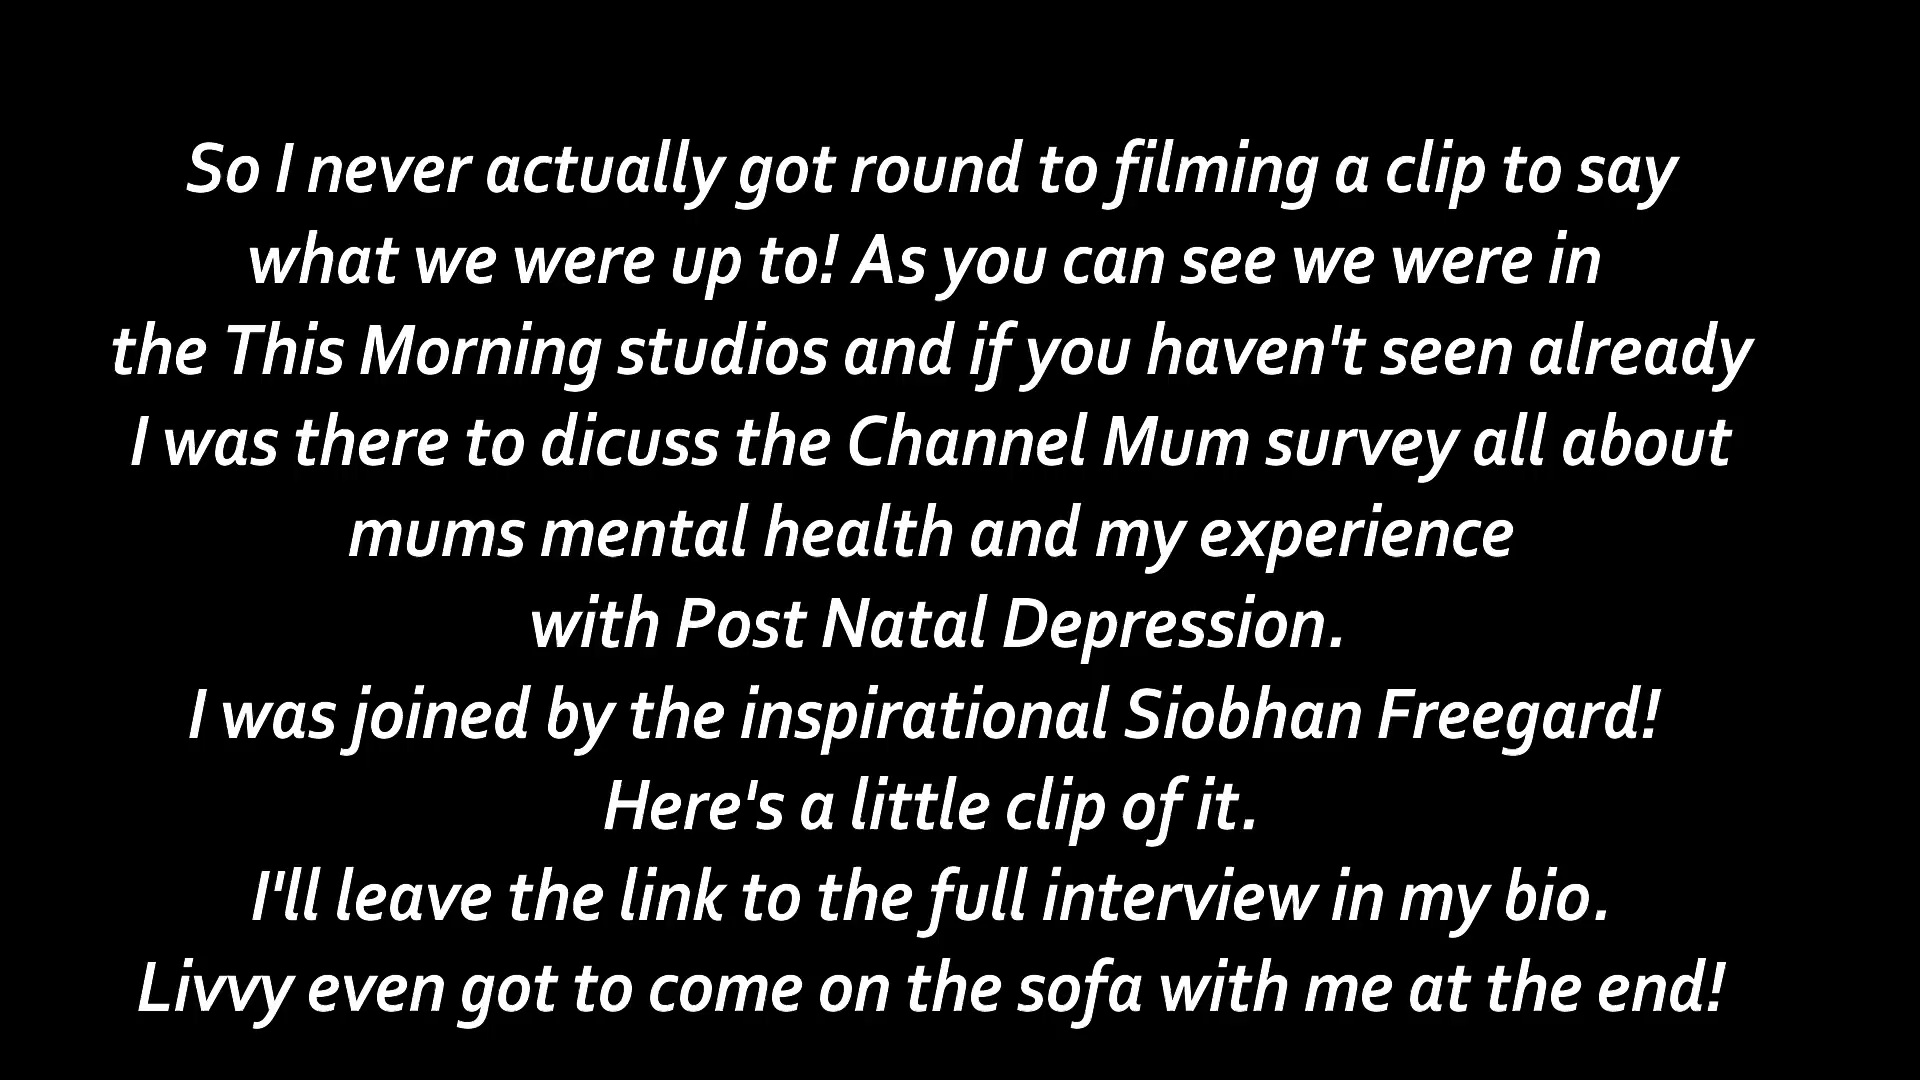 So I never actually got round to filming a clip to say
what we were up to! As you can see we were in
the This Morning studios and if you haven't seen already
I was there to dicuss the Channel Mum survey all about
mums mental health and my experience
with Post Natal Depression.
I was joined by the inspirational Siobhan Freegard!
Here's a little clip of it.
I'll leave the link to the full interview in my bio.
Livvy even got to come on the sofa with me at the end!